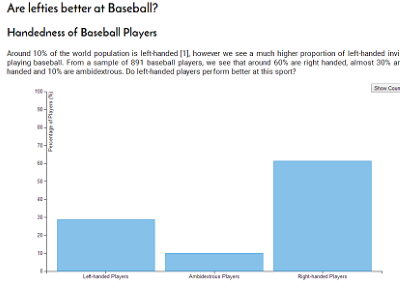 Are lefties better at Baseball?
Handedness of Baseball Players
Around 10% of the world population is left-handed [1], however we see a much higher proportion of left-handed
playing baseball. From a sample of 891 baseball players, we see that around 60% are right handed, almost 30%
handed and 10% are ambidextrous. Do left-handed players perform better at this sport?
Show
100
Percentage of Players (%)
90
80
70
60
50
40
30
20
10
0
Left-handed Players
Ambidextrous Players
Right-handed Players